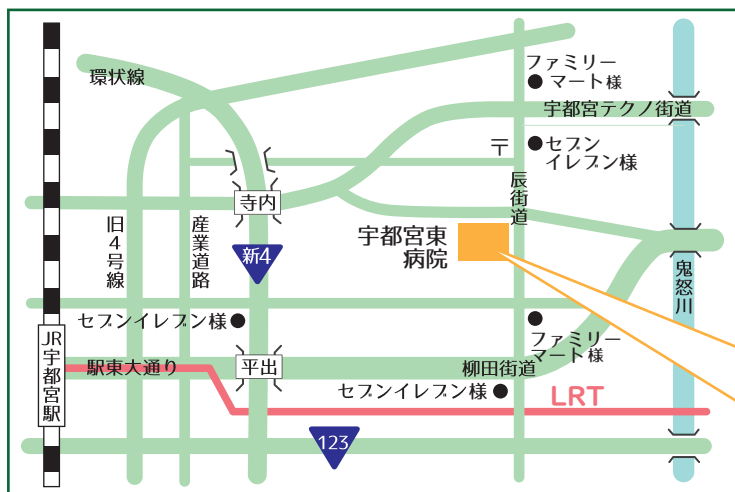 環状線
ファミリー
マート様
宇都宮テクノ街道
〒
セブン
イレブン様
寺内
辰街道
旧4号線
産業道路
宇都宮東
病院
新4
鬼怒川
セブンイレブン様
ファミリー
マート様
JR宇都宮駅
駅東大通り
平出
柳田街道
セブンイレブン様
LRT
123